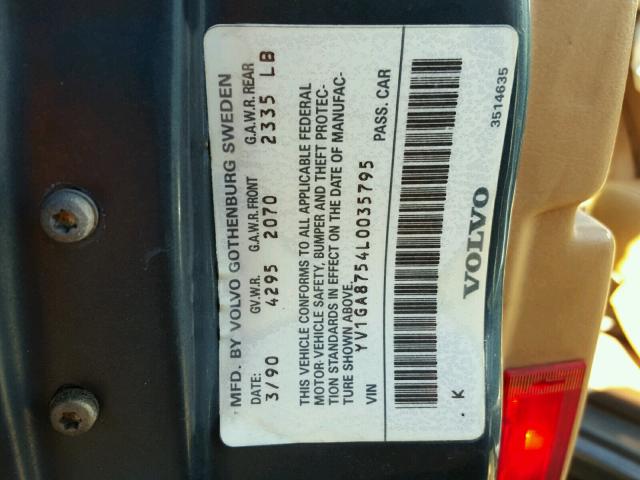 MFD. BY VOLVO GOTHENBURG SWEDEN
DATE: GV.W.R. G.A.W.R.FRONT G.A.W.R.REAR
3/90 4295 2070 2335 LB
THIS VEHICLE CONFORMS TO ALL APPLICABLE FEDERAL
MOTOR-VEHICLE SAFETY, BUMPER AND THEFT PROTEC-
TION STANDARDS IN EFFECT ON THE DATE OF MANUFAC-
TURE SHOWN ABOVE.
YV1GA8754L0035795
VIN PASS. CAR
. K
VOLVO
3514635